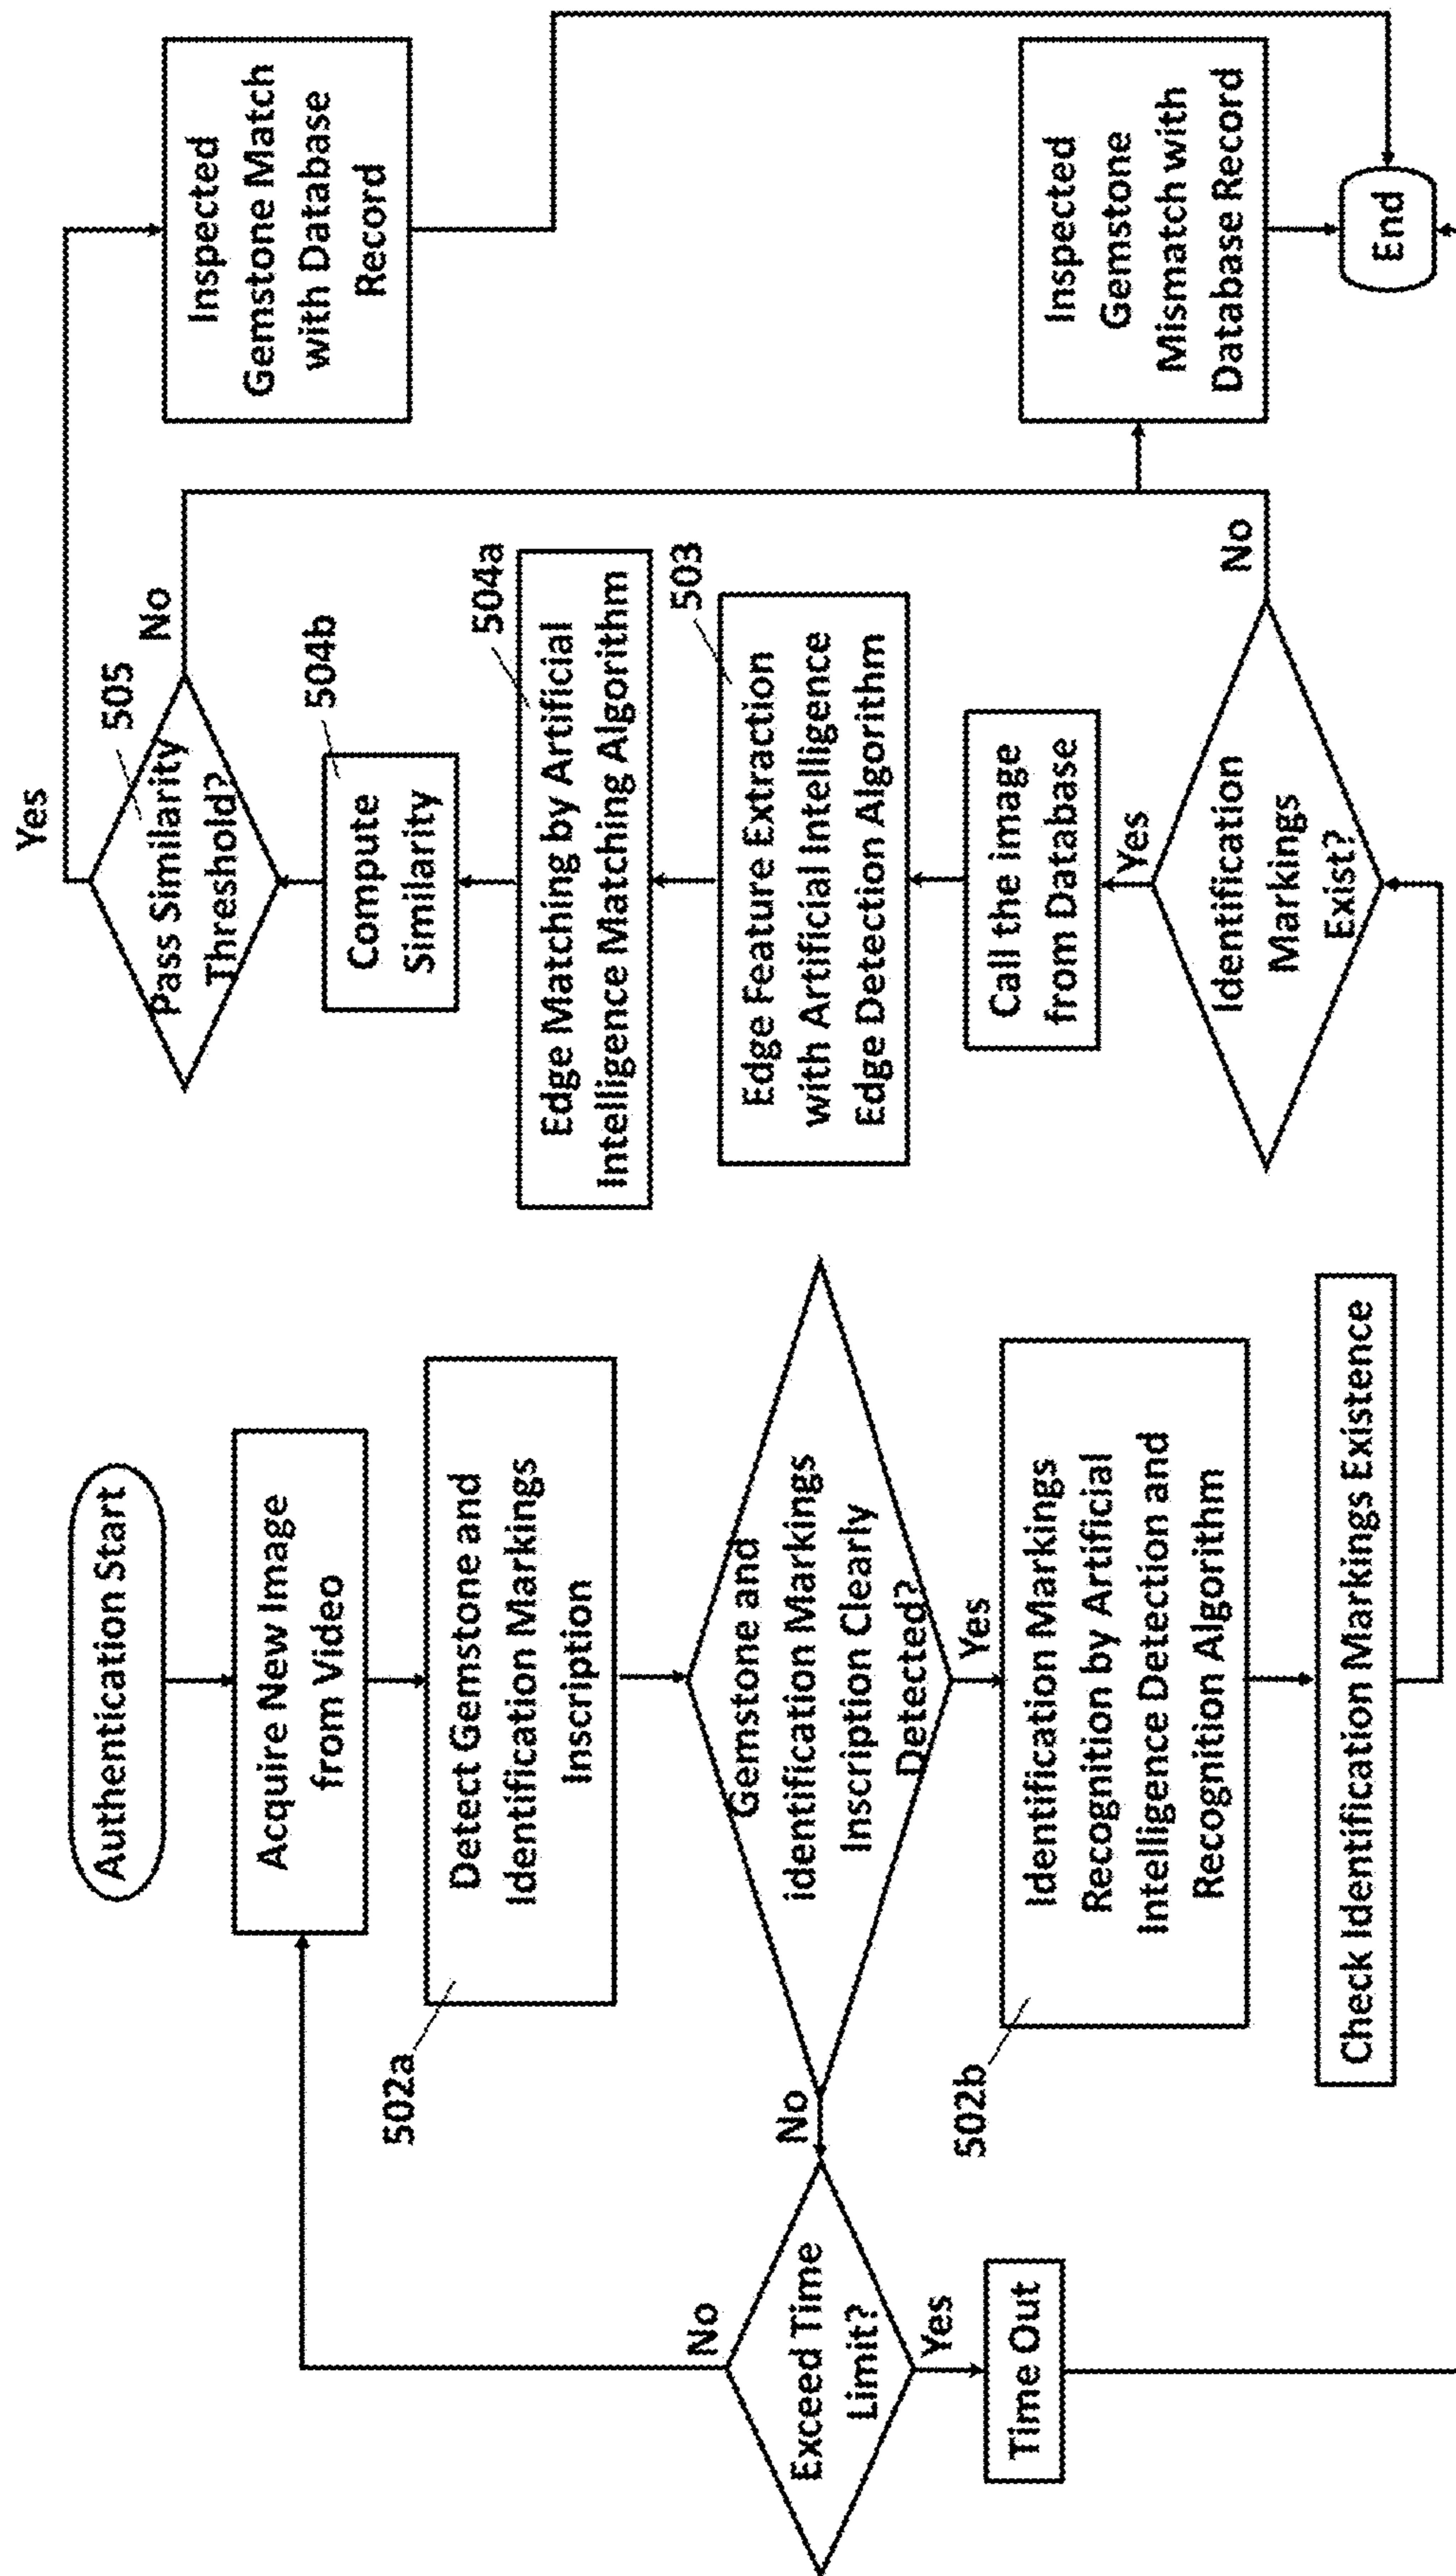 Authentication Start
Acquire New Image
from Video
502a
Detect Gemstone and
Identification Markings
Inscription
Gemstone and
identification Markings
Inscription Clearly
Detected?
No
Yes
Exceed Time
Limit?
No
Yes
Time Out
502b
Identification Markings
Recognition by Artificial
Intelligence Detection and
Recognition Algorithm
Check Identification Markings Existence
Identification
Markings
Exist?
Yes
No
Call the image
from Database
503
Edge Feature Extraction
with Artificial Intelligence
Edge Detection Algorithm
504a
Edge Matching by Artificial
Intelligence Matching Algorithm
504b
Compute
Similarity
505
Pass Similarity
Threshold?
Yes
No
Inspected
Gemstone Match
with Database
Record
Inspected
Gemstone
Mismatch with
Database Record
End